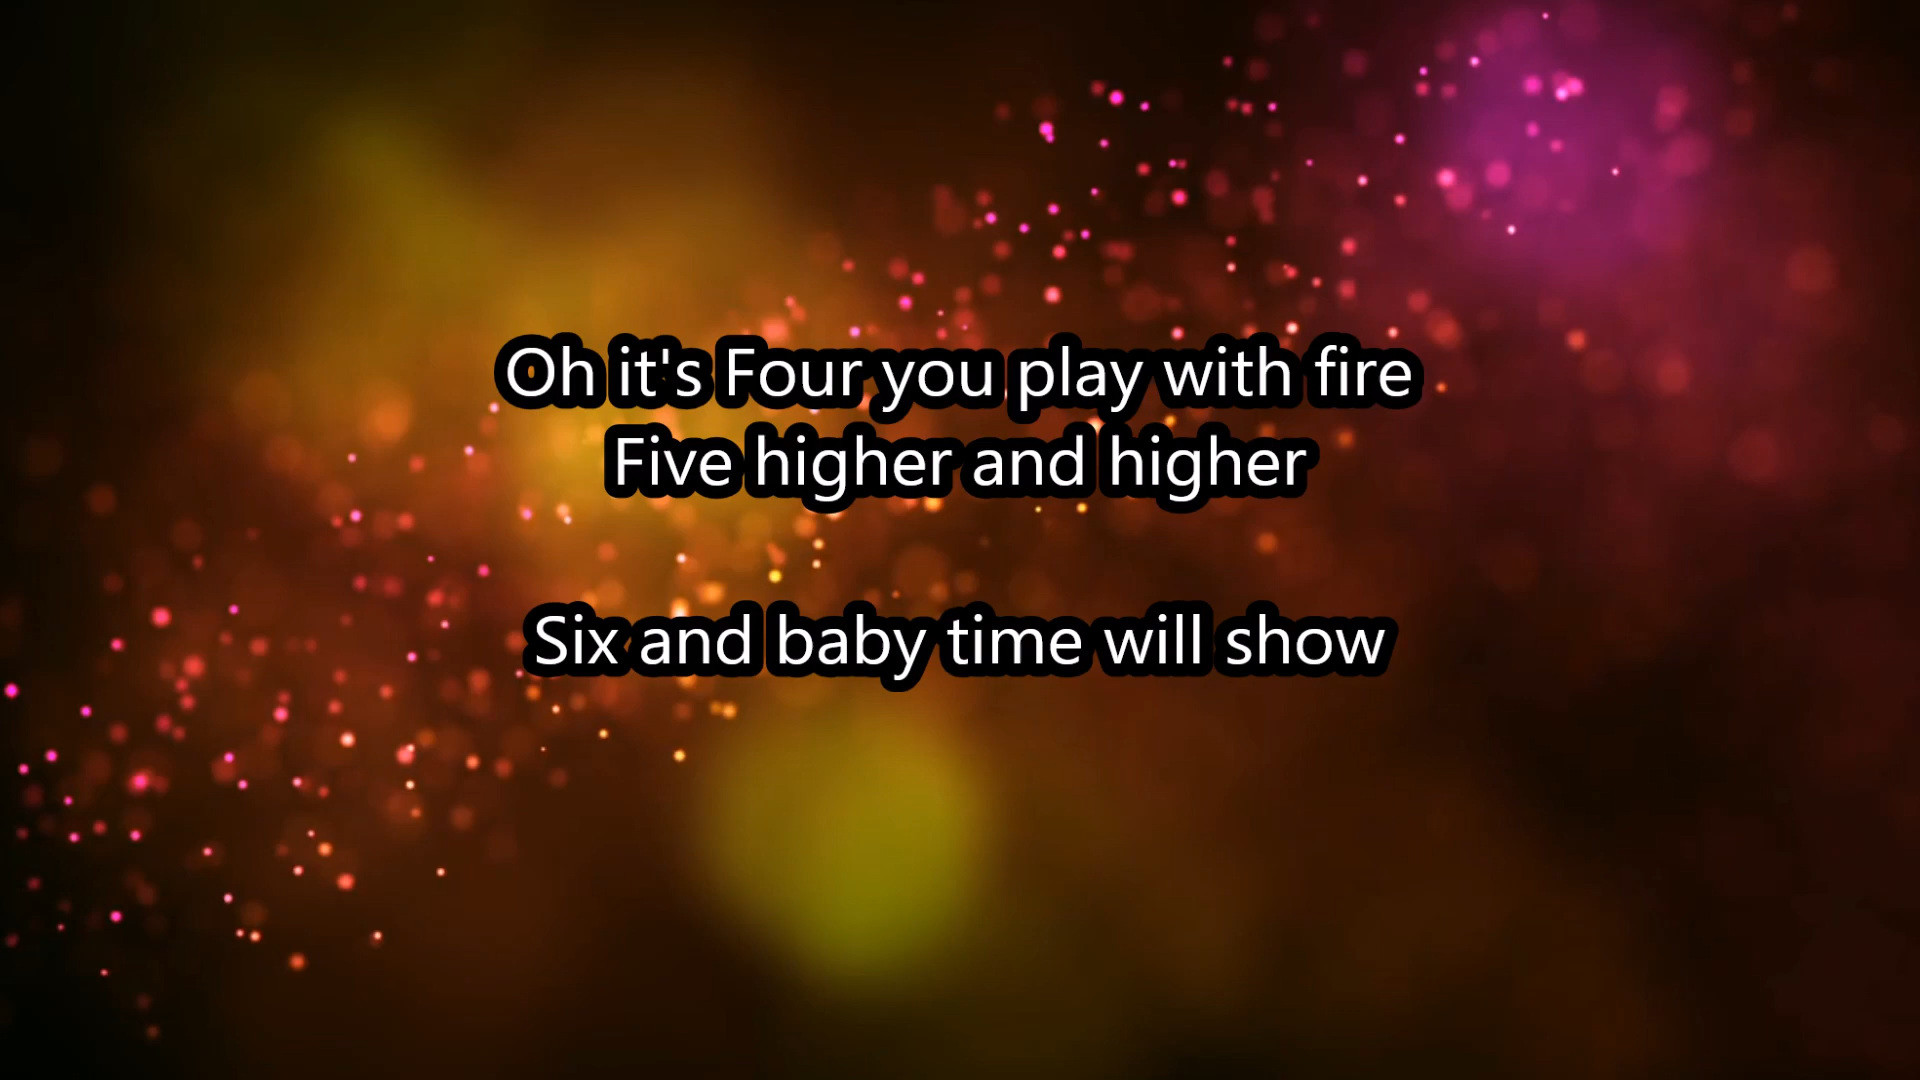 Oh it's Four you play with fire
Five higher and higher
Six and baby time will show